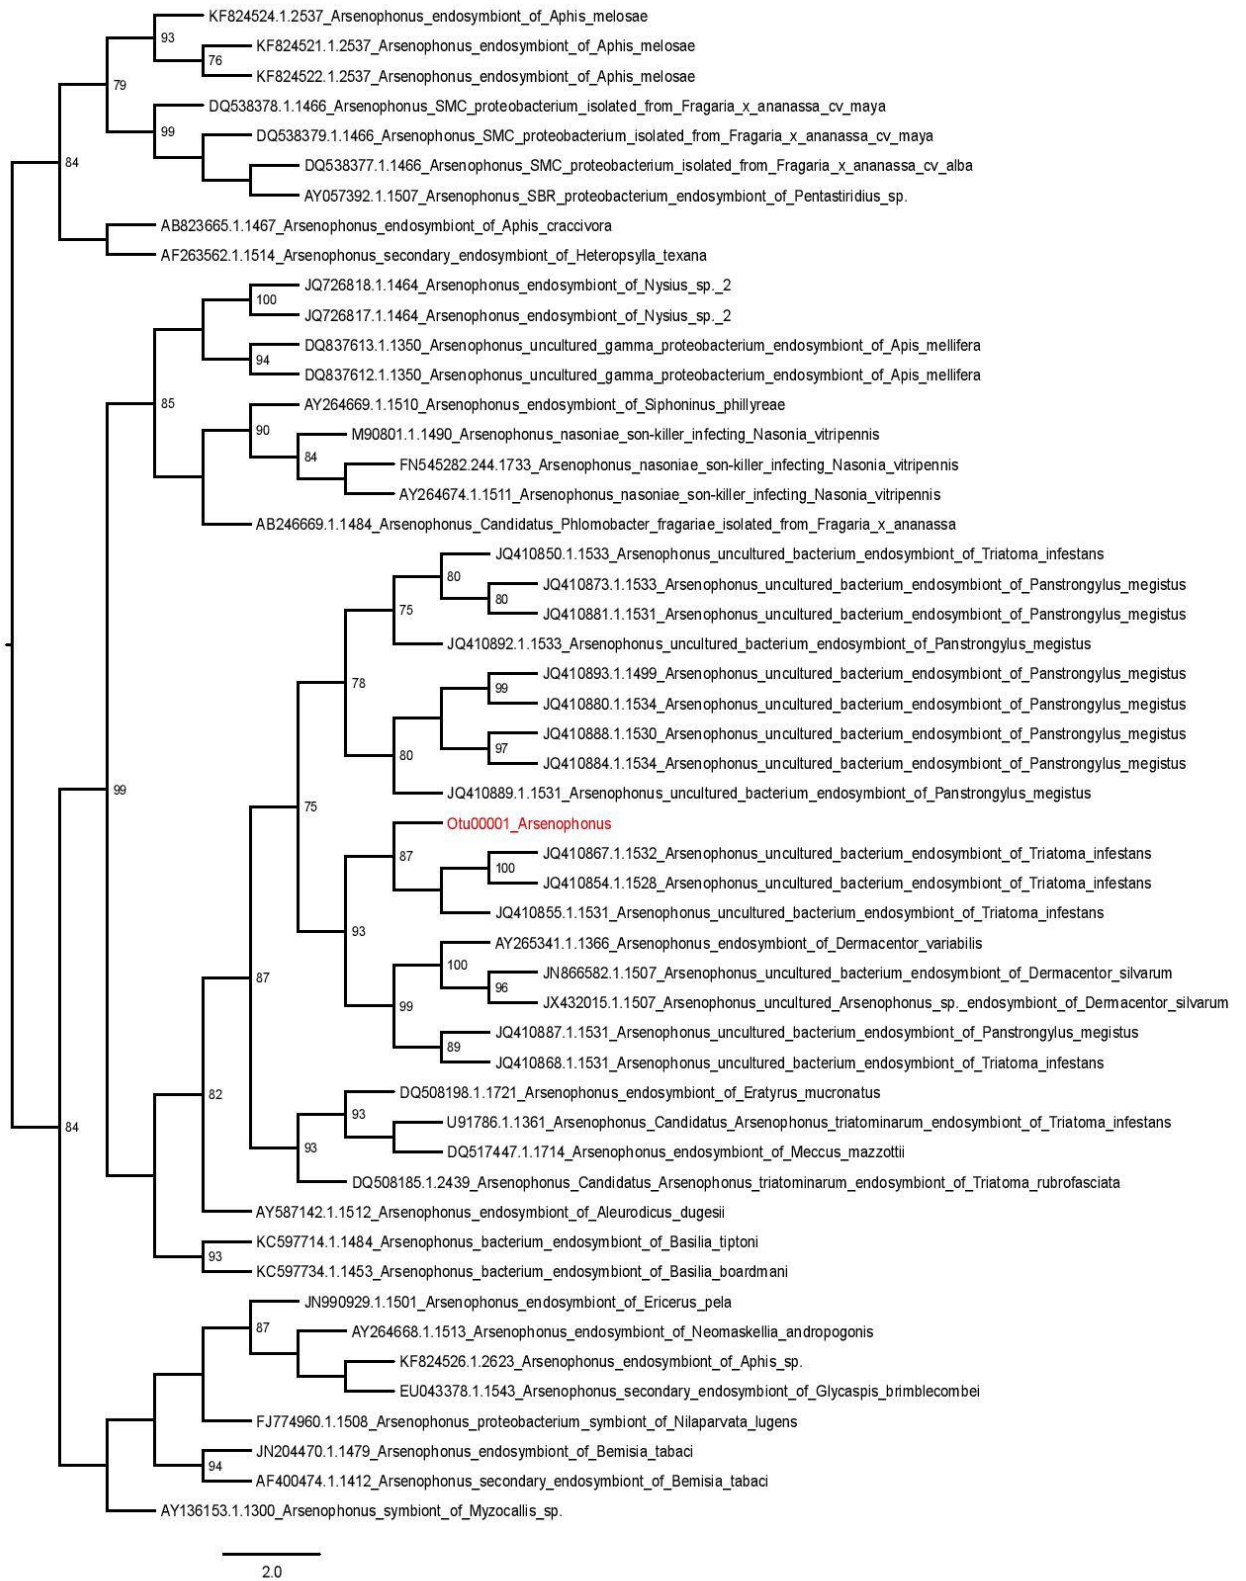 KF824524.1.2537_Arsenophonus_endosymbiont_of_Aphis_melosae
93
KF824521.1.2537_Arsenophonus_endosymbiont_of_Aphis_melosae
76
KF824522.1.2537_Arsenophonus_endosymbiont_of_Aphis_melosae
79
DQ538378.1.1466_Arsenophonus_SMC_proteobacterium_isolated_from_Fragaria_x_ananassa_cv_maya
99
DQ538379.1.1466_Arsenophonus_SMC_proteobacterium_isolated_from_Fragaria_x_ananassa_cv_maya
84
DQ538377.1.1466_Arsenophonus_SMC_proteobacterium_isolated_from_Fragaria_x_ananassa_cv_alba
AY057392.1.1507_Arsenophonus_SBR_proteobacterium_endosymbiont_of_Pentastiridius_sp.
AB823665.1.1467_Arsenophonus_endosymbiont_of_Aphis_craccivora
AF263562.1.1514_Arsenophonus_secondary_endosymbiont_of_Heteropsylla_texana
JQ726818.1.1464_Arsenophonus_endosymbiont_of_Nysius_sp._2
100
JQ726817.1.1464_Arsenophonus_endosymbiont_of_Nysius_sp._2
DQ837613.1.1350_Arsenophonus_uncultured_gamma_proteobacterium_endosymbiont_of_Apis_mellifera
94
DQ837612.1.1350_Arsenophonus_uncultured_gamma_proteobacterium_endosymbiont_of_Apis_mellifera
85
AY264669.1.1510_Arsenophonus_endosymbiont_of_Siphoninus_phillyreae
90
M90801.1.1490_Arsenophonus_nasoniae_son-killer_infecting_Nasonia_vitripennis
84
FN545282.244.1733_Arsenophonus_nasoniae_son-killer_infecting_Nasonia_vitripennis
AY264674.1.1511_Arsenophonus_nasoniae_son-killer_infecting_Nasonia_vitripennis
AB246669.1.1484_Arsenophonus_Candidatus_Phlomobacter_fragariae_isolated_from_Fragaria_x_ananassa
JQ410850.1.1533_Arsenophonus_uncultured_bacterium_endosymbiont_of_Triatoma_infestans
80
JQ410873.1.1533_Arsenophonus_uncultured_bacterium_endosymbiont_of_Panstrongylus_megistus
80
75
JQ410881.1.1531_Arsenophonus_uncultured_bacterium_endosymbiont_of_Panstrongylus_megistus
JQ410892.1.1533_Arsenophonus_uncultured_bacterium_endosymbiont_of_Panstrongylus_megistus
JQ410893.1.1499_Arsenophonus_uncultured_bacterium_endosymbiont_of_Panstrongylus_megistus
78
99
JQ410880.1.1534_Arsenophonus_uncultured_bacterium_endosymbiont_of_Panstrongylus_megistus
JQ410888.1.1530_Arsenophonus_uncultured_bacterium_endosymbiont_of_Panstrongylus_megistus
97
80
JQ410884.1.1534_Arsenophonus_uncultured_bacterium_endosymbiont_of_Panstrongylus_megistus
99
JQ410889.1.1531_Arsenophonus_uncultured_bacterium_endosymbiont_of_Panstrongylus_megistus
75
Otu00001_Arsenophonus
JQ410867.1.1532_Arsenophonus_uncultured_bacterium_endosymbiont_of_Triatoma_infestans
87
100
JQ410854.1.1528_Arsenophonus_uncultured_bacterium_endosymbiont_of_Triatoma_infestans
JQ410855.1.1531_Arsenophonus_uncultured_bacterium_endosymbiont_of_Triatoma_infestans
93
AY265341.1.1366_Arsenophonus_endosymbiont_of_Dermacentor_variabilis
100
JN866582.1.1507_Arsenophonus_uncultured_bacterium_endosymbiont_of_Dermacentor_silvarum
87
96
JX432015.1.1507_Arsenophonus_uncultured_Arsenophonus_sp._endosymbiont_of_Dermacentor_silvarum
99
JQ410887.1.1531_Arsenophonus_uncultured_bacterium_endosymbiont_of_Panstrongylus_megistus
89
JQ410868.1.1531_Arsenophonus_uncultured_bacterium_endosymbiont_of_Triatoma_infestans
DQ508198.1.1721_Arsenophonus_endosymbiont_of_Eratyrus_mucronatus
82
93
U91786.1.1361_Arsenophonus_Candidatus_Arsenophonus_triatominarum_endosymbiont_of_Triatoma_infestans
84
93
DQ517447.1.1714_Arsenophonus_endosymbiont_of_Meccus_mazzottii
DQ508185.1.2439_Arsenophonus_Candidatus_Arsenophonus_triatominarum_endosymbiont_of_Triatoma_rubrofasciata
AY587142.1.1512_Arsenophonus_endosymbiont_of_Aleurodicus_dugesii
KC597714.1.1484_Arsenophonus_bacterium_endosymbiont_of_Basilia_tiptoni
93
KC597734.1.1453_Arsenophonus_bacterium_endosymbiont_of_Basilia_boardmani
JN990929.1.1501_Arsenophonus_endosymbiont_of_Ericerus_pela
87
AY264668.1.1513_Arsenophonus_endosymbiont_of_Neomaskellia_andropogonis
KF824526.1.2623_Arsenophonus_endosymbiont_of_Aphis_sp.
EU043378.1.1543_Arsenophonus_secondary_endosymbiont_of_Glycaspis_brimblecombei
FJ774960.1.1508_Arsenophonus_proteobacterium_symbiont_of_Nilaparvata_lugens
JN204470.1.1479_Arsenophonus_endosymbiont_of_Bemisia_tabaci
94
AF400474.1.1412_Arsenophonus_secondary_endosymbiont_of_Bemisia_tabaci
AY136153.1.1300_Arsenophonus_symbiont_of_Myzocallis_sp.
2.0